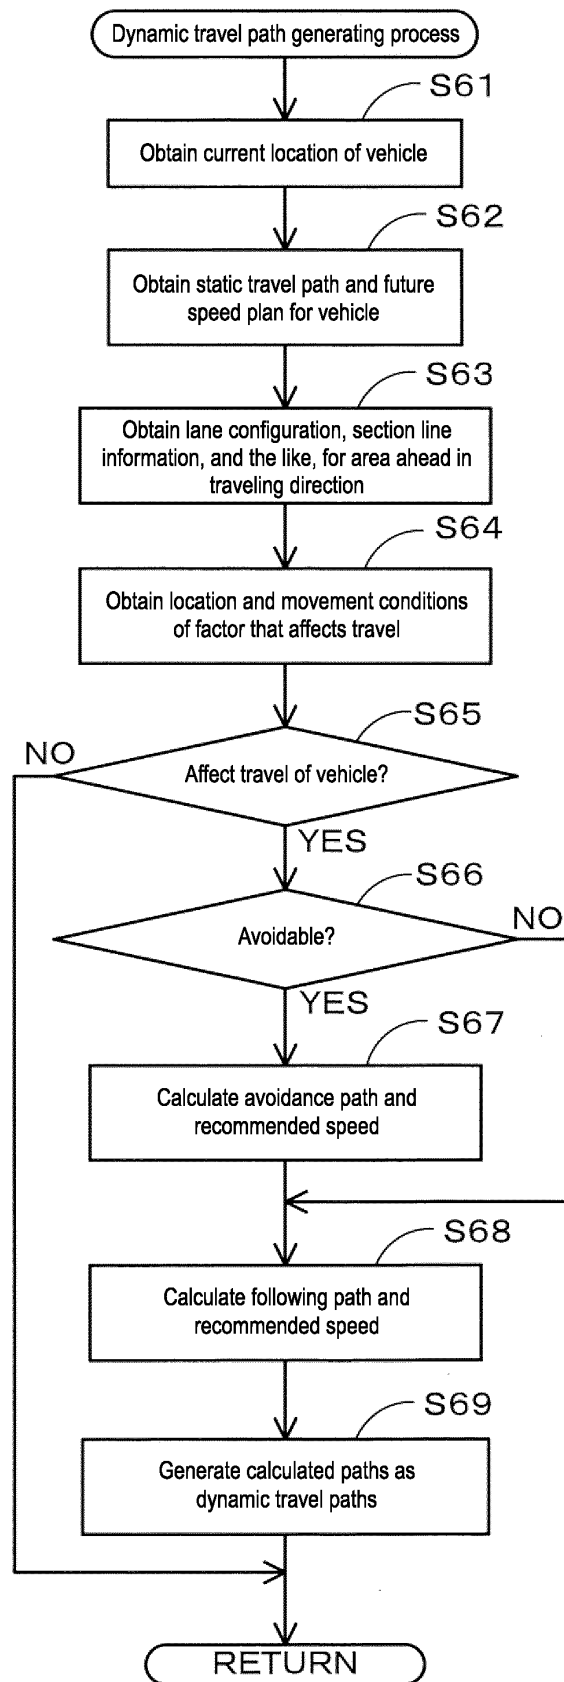 Dynamic travel path generating process
S61
Obtain current location of vehicle
S62
Obtain static travel path and future
speed plan for vehicle
S63
Obtain lane configuration, section line
information, and the like, for area ahead in
traveling direction
S64
Obtain location and movement conditions
of factor that affects travel
S65
NO
Affect travel of vehicle?
YES
S66
NO
Avoidable?
YES
S67
Calculate avoidance path and
recommended speed
S68
Calculate following path and
recommended speed
S69
Generate calculated paths as
dynamic travel paths
RETURN